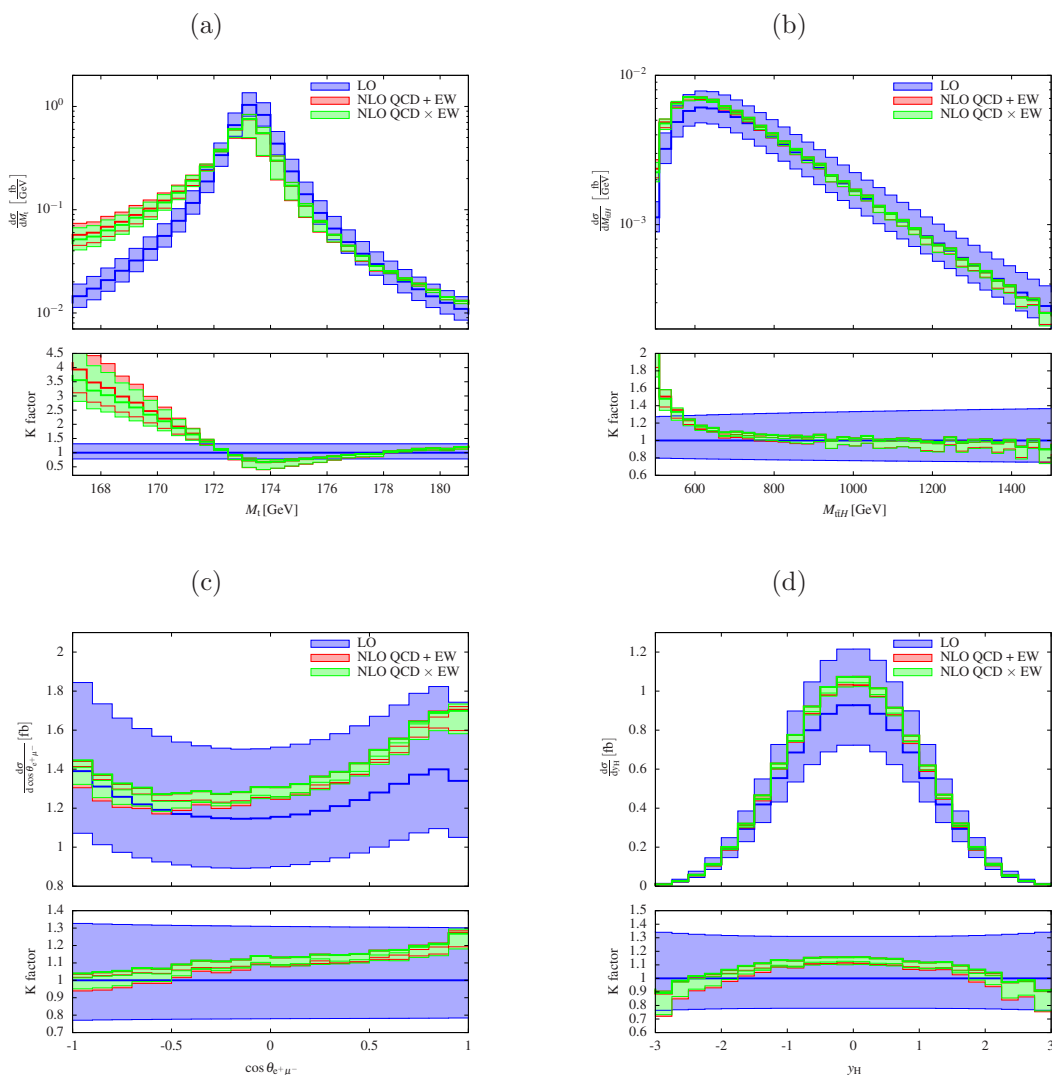 (a)
LO
NLO QCD + EW
NLO QCD × EW
dσ/dM_t [fb/GeV]
10^0
10^-1
10^-2
K factor
4.5
4
3.5
3
2.5
2
1.5
1
0.5
168 170 172 174 176 178 180
M_t [GeV]
(b)
LO
NLO QCD + EW
NLO QCD × EW
dσ/dM_tt̄H [fb/GeV]
10^-2
10^-3
K factor
2
1.8
1.6
1.4
1.2
1
0.8
0.6
600 800 1000 1200 1400
M_tt̄H [GeV]
(c)
LO
NLO QCD + EW
NLO QCD × EW
dσ/d cos θ_e+μ− [fb]
2
1.8
1.6
1.4
1.2
1
0.8
K factor
1.4
1.3
1.2
1.1
1
0.9
0.8
0.7
-1 -0.5 0 0.5 1
cos θ_e+μ−
(d)
LO
NLO QCD + EW
NLO QCD × EW
dσ/dy_H [fb]
1.2
1
0.8
0.6
0.4
0.2
0
K factor
1.5
1.4
1.3
1.2
1.1
1
0.9
0.8
0.7
0.6
-3 -2 -1 0 1 2 3
y_H